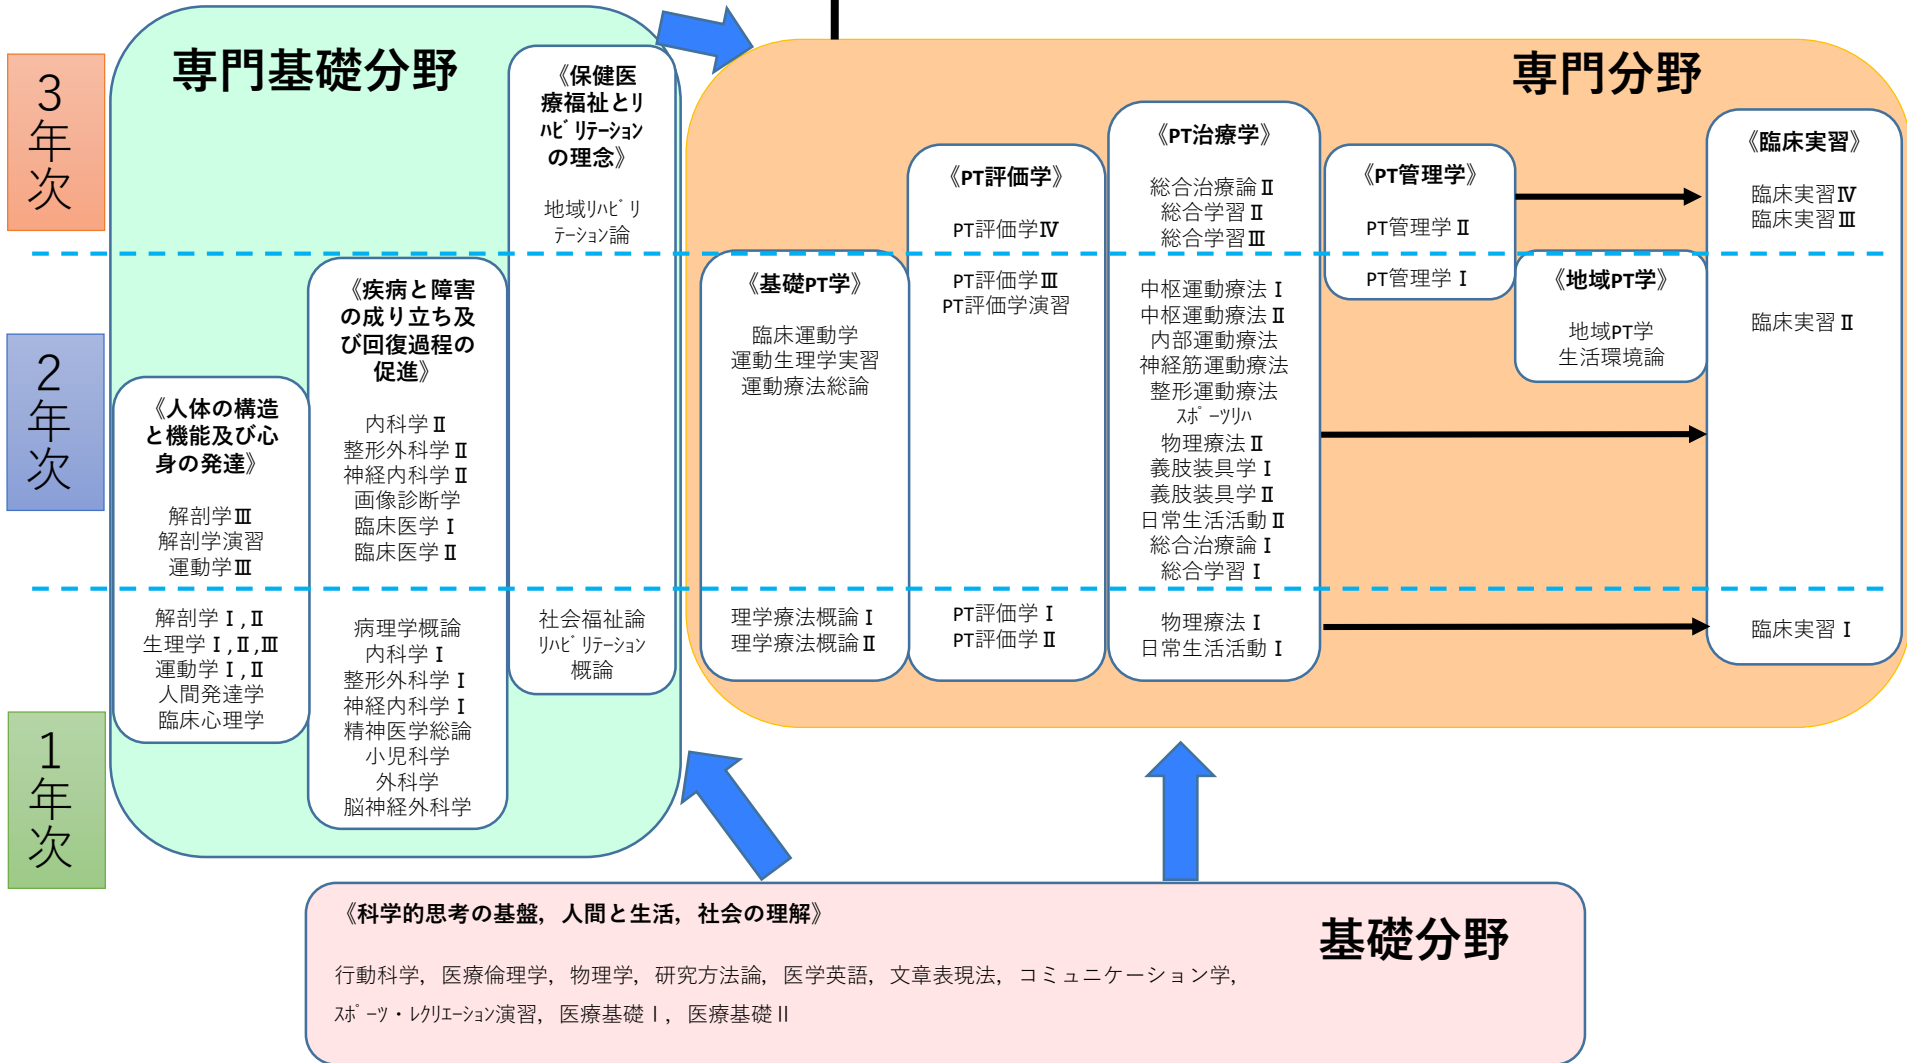 専門基礎分野
専門分野
3年次
2年次
1年次
《人体の構造
と機能及び心
身の発達》
解剖学Ⅲ
解剖学演習
運動学Ⅲ
解剖学Ⅰ,Ⅱ
生理学Ⅰ,Ⅱ,Ⅲ
運動学Ⅰ,Ⅱ
人間発達学
臨床心理学
《疾病と障害
の成り立ち及
び回復過程の
促進》
内科学Ⅱ
整形外科学Ⅱ
神経内科学Ⅱ
画像診断学
臨床医学Ⅰ
臨床医学Ⅱ
病理学概論
内科学Ⅰ
整形外科学Ⅰ
神経内科学Ⅰ
精神医学総論
小児科学
外科学
脳神経外科学
《保健医
療福祉とリ
ハビリテーション
の理念》
地域リハビリ
テーション論
社会福祉論
リハビリテーション
概論
《基礎PT学》
臨床運動学
運動生理学実習
運動療法総論
理学療法概論Ⅰ
理学療法概論Ⅱ
《PT評価学》
PT評価学Ⅳ
PT評価学Ⅲ
PT評価学演習
PT評価学Ⅰ
PT評価学Ⅱ
《PT治療学》
総合治療論Ⅱ
総合学習Ⅱ
総合学習Ⅲ
中枢運動療法Ⅰ
中枢運動療法Ⅱ
内部運動療法
神経筋運動療法
整形運動療法
スポーツリハ
物理療法Ⅱ
義肢装具学Ⅰ
義肢装具学Ⅱ
日常生活活動Ⅱ
総合治療論Ⅰ
総合学習Ⅰ
物理療法Ⅰ
日常生活活動Ⅰ
《PT管理学》
PT管理学Ⅱ
PT管理学Ⅰ
《地域PT学》
地域PT学
生活環境論
《臨床実習》
臨床実習Ⅳ
臨床実習Ⅲ
臨床実習Ⅱ
臨床実習Ⅰ
《科学的思考の基盤，人間と生活，社会の理解》
基礎分野
行動科学，医療倫理学，物理学，研究方法論，医学英語，文章表現法，コミュニケーション学，
スポーツ・レクリエーション演習，医療基礎Ⅰ，医療基礎Ⅱ